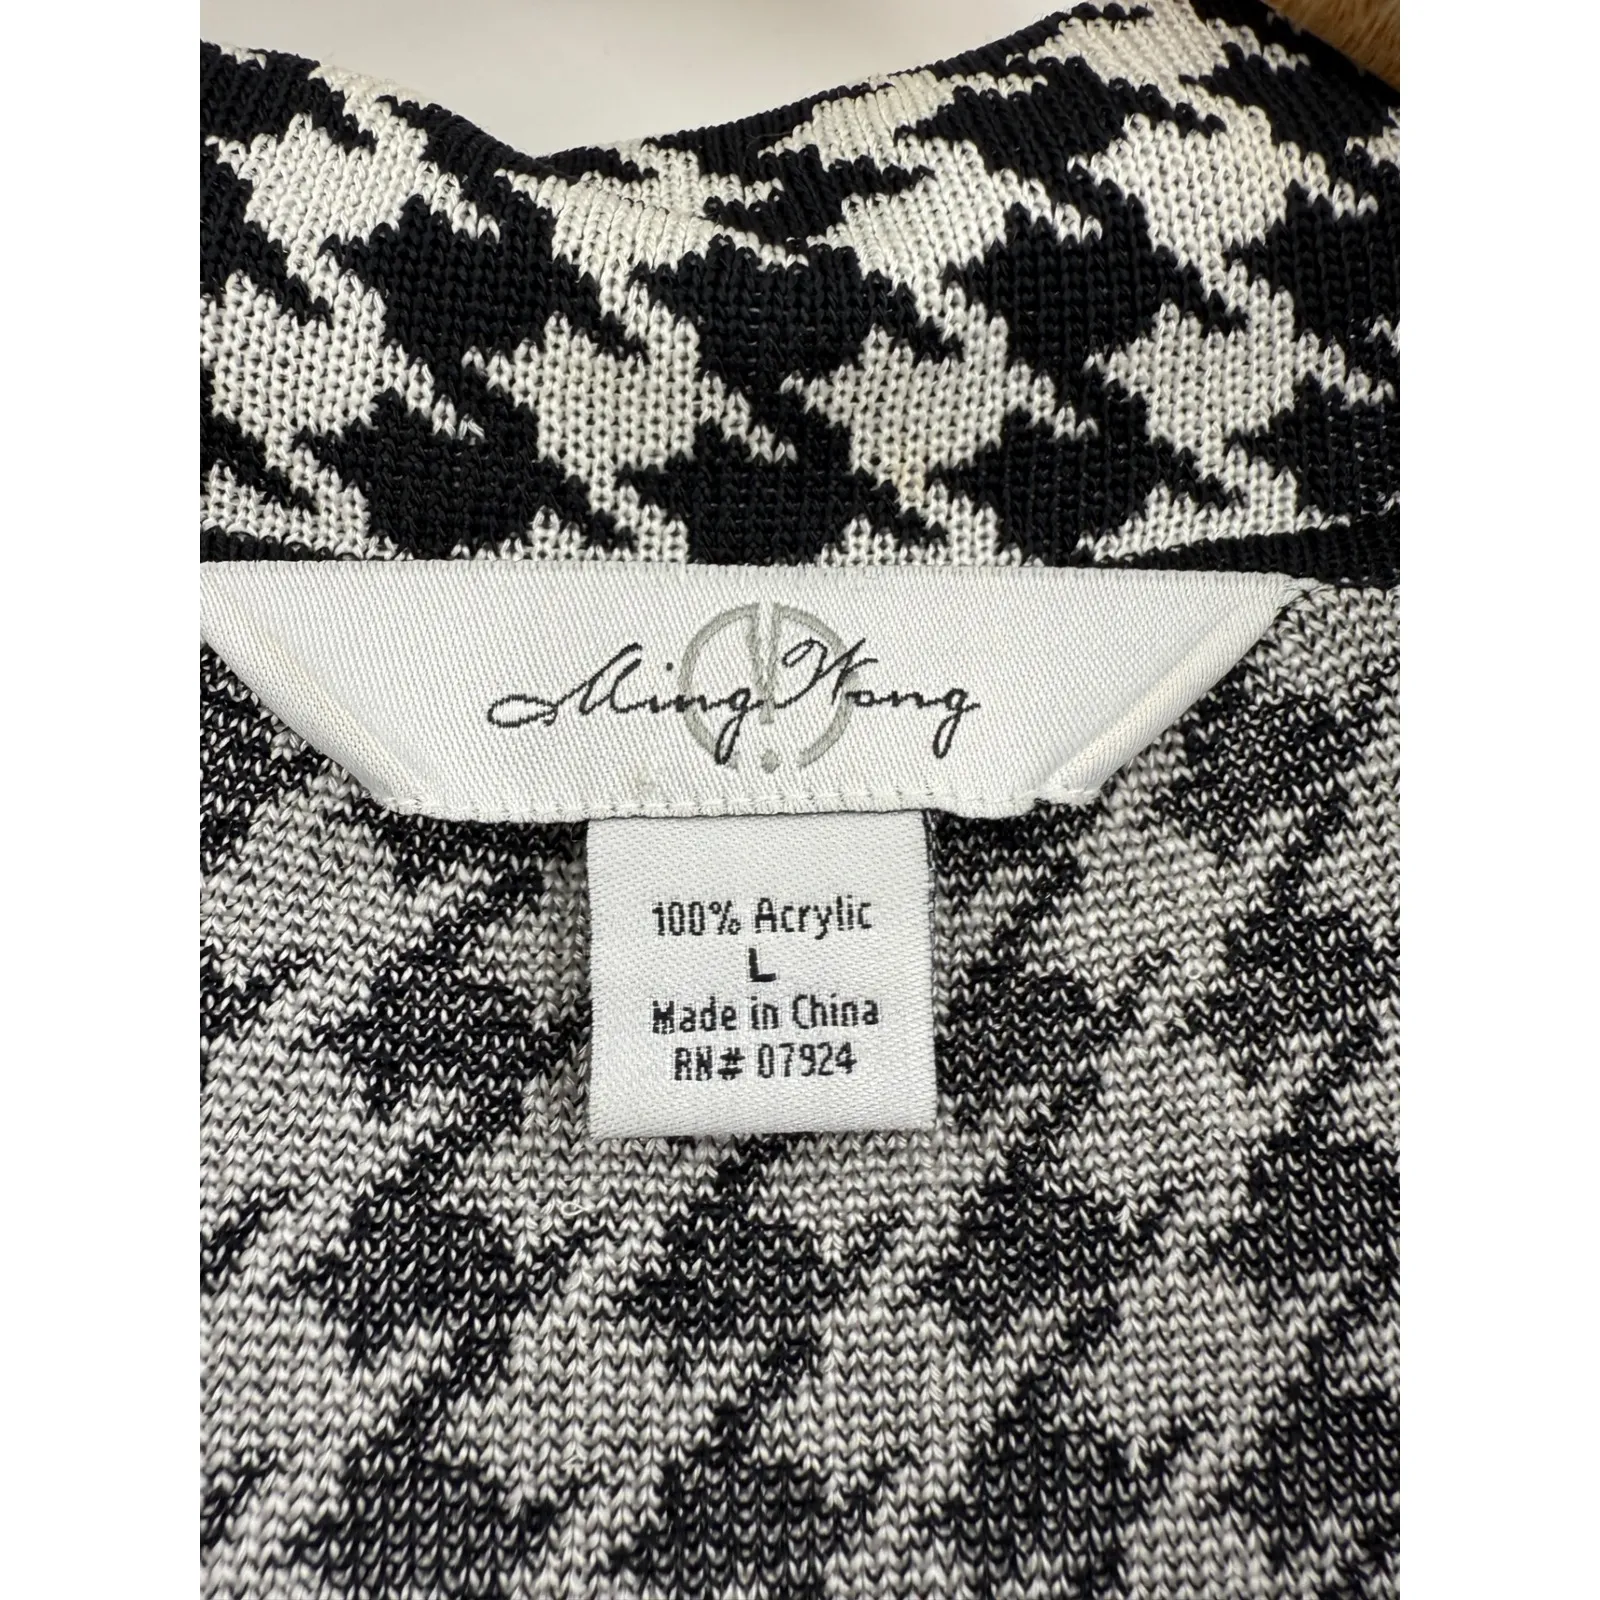 Ming Wang
100% Acrylic
L
Made in China
RN# 07924